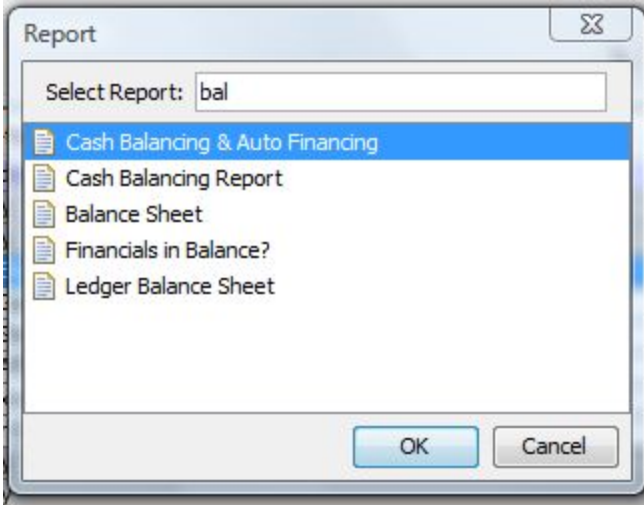 Report
Select Report: bal
Cash Balancing & Auto Financing
Cash Balancing Report
Balance Sheet
Financials in Balance?
Ledger Balance Sheet
OK Cancel